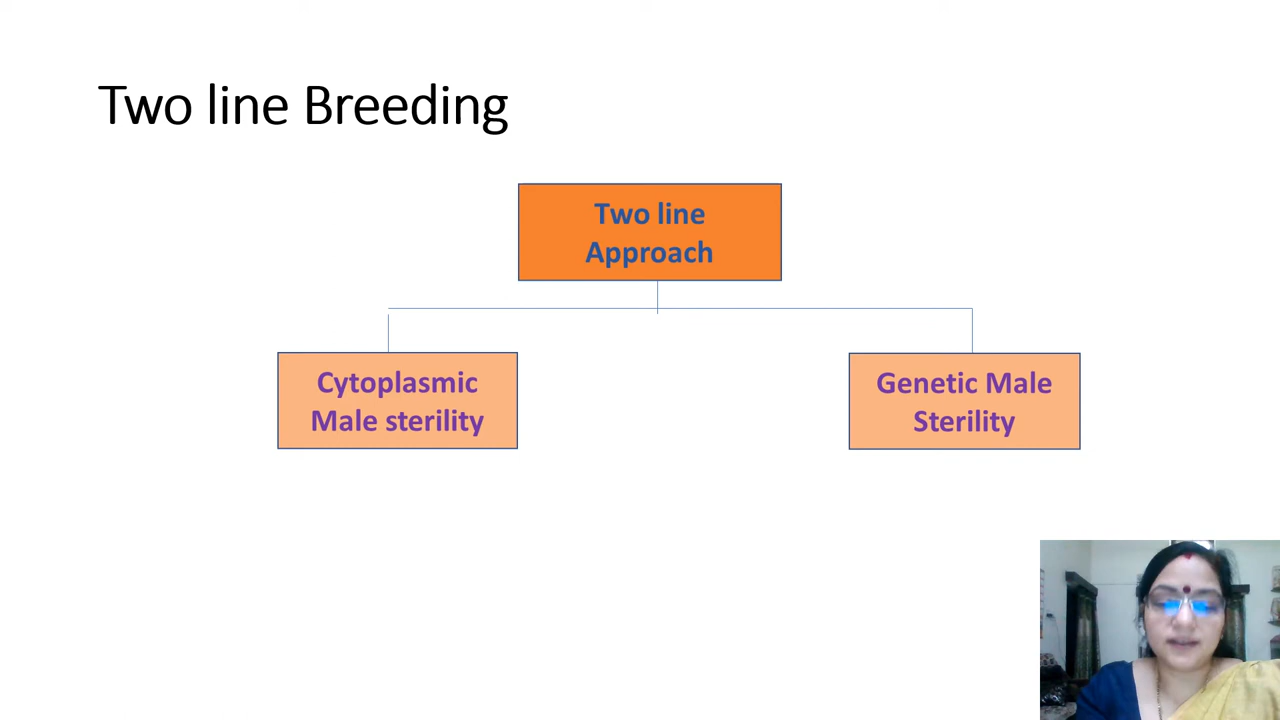 Two line Breeding
Two line
Approach
Cytoplasmic
Male sterility
Genetic Male
Sterility